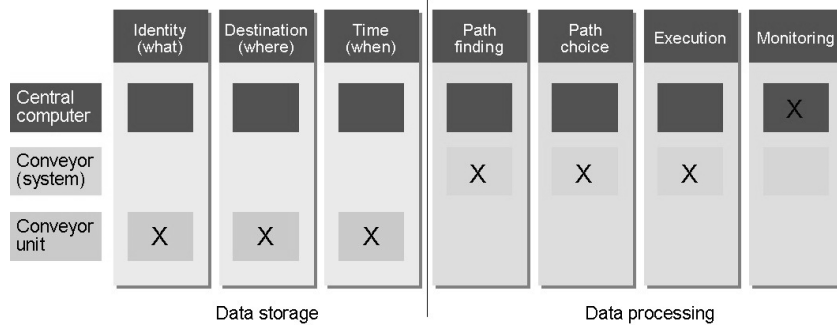 Identity
(what)
Destination
(where)
Time
(when)
Path
finding
Path
choice
Execution
Monitoring
Central
computer
X
Conveyor
(system)
X X X
Conveyor
unit
X X X
Data storage
Data processing